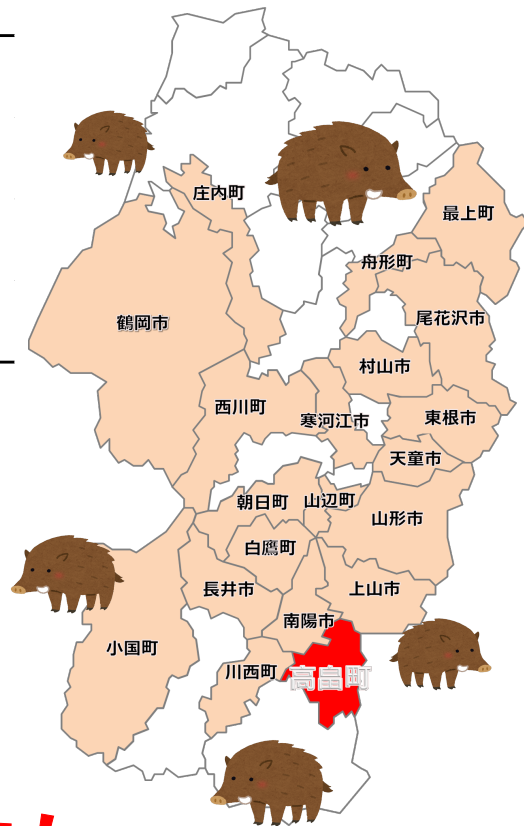 庄内町
最上町
舟形町
尾花沢市
鶴岡市
村山市
西川町
寒河江市
東根市
天童市
朝日町
山辺町
山形市
白鷹町
長井市
上山市
南陽市
小国町
川西町
高畠町